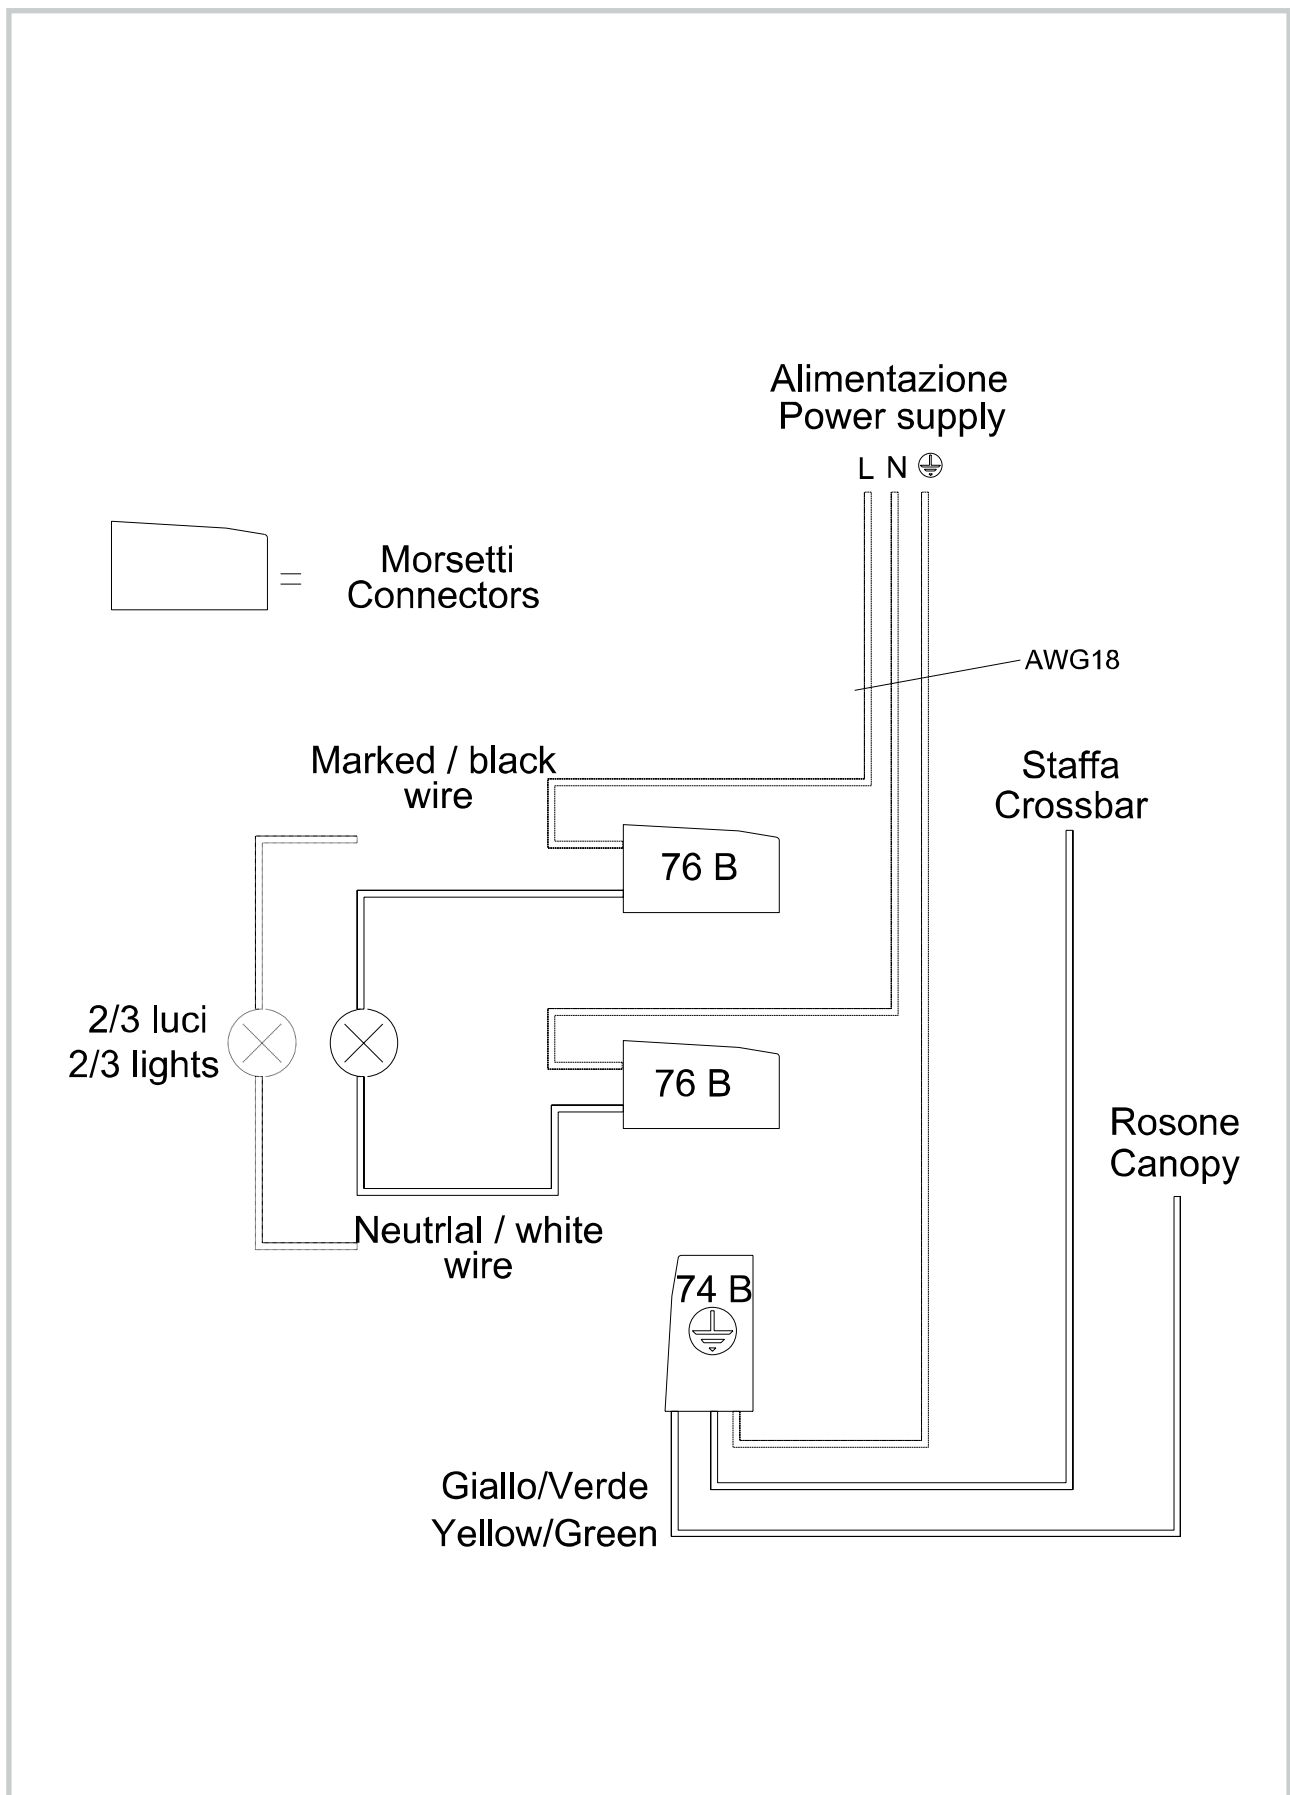 Alimentazione
Power supply
L N
Morsetti
Connectors
AWG18
Marked / black
wire
Staffa
Crossbar
76 B
2/3 luci
2/3 lights
76 B
Rosone
Canopy
Neutrlal / white
wire
74 B
Giallo/Verde
Yellow/Green